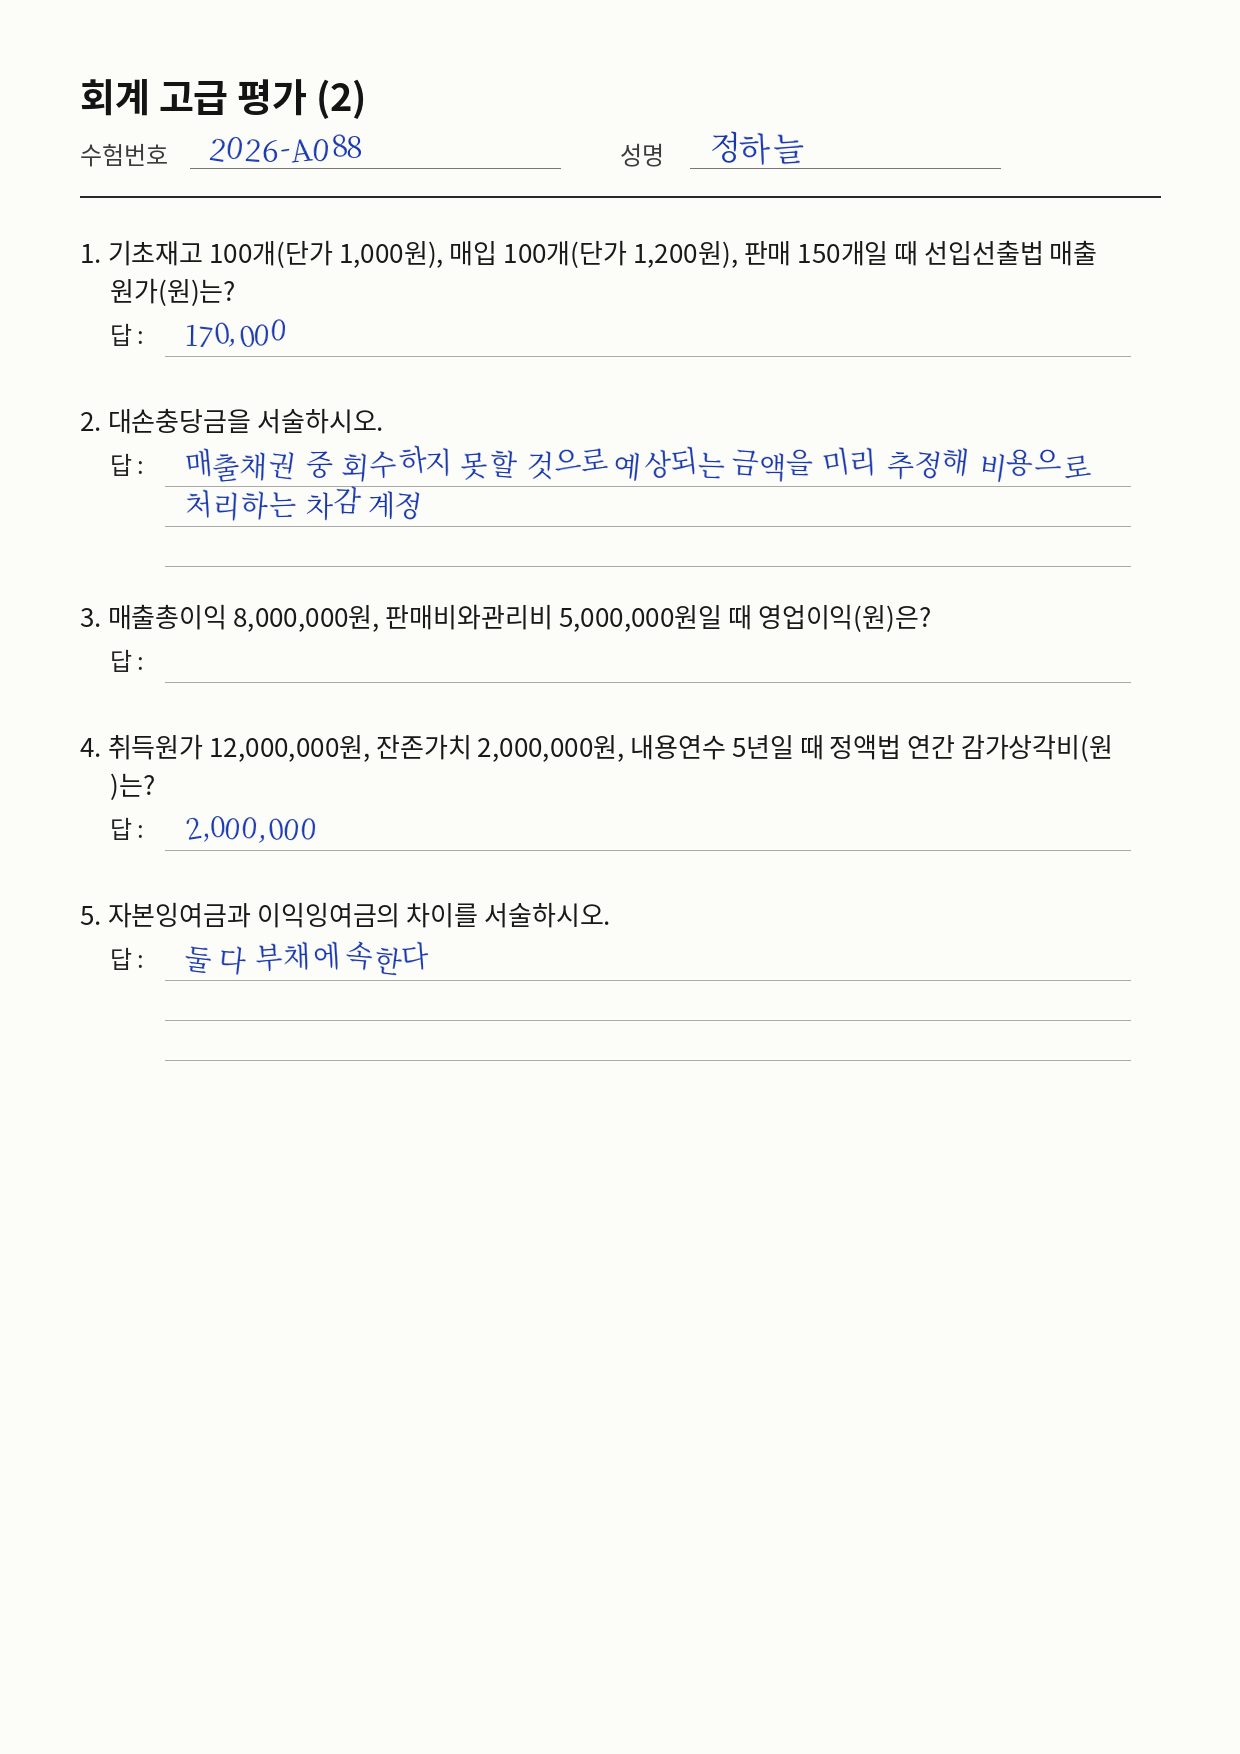 회계 고급 평가 (2)
수험번호 2026-A088 성명 정하늘
1. 기초재고 100개(단가 1,000원), 매입 100개(단가 1,200원), 판매 150개일 때 선입선출법 매출
원가(원)는?
답 : 170,000
2. 대손충당금을 서술하시오.
답 : 매출채권 중 회수하지 못할 것으로 예상되는 금액을 미리 추정해 비용으로
처리하는 차감 계정
3. 매출총이익 8,000,000원, 판매비와관리비 5,000,000원일 때 영업이익(원)은?
답 :
4. 취득원가 12,000,000원, 잔존가치 2,000,000원, 내용연수 5년일 때 정액법 연간 감가상각비(원
)는?
답 : 2,000,000
5. 자본잉여금과 이익잉여금의 차이를 서술하시오.
답 : 둘 다 부채에 속한다